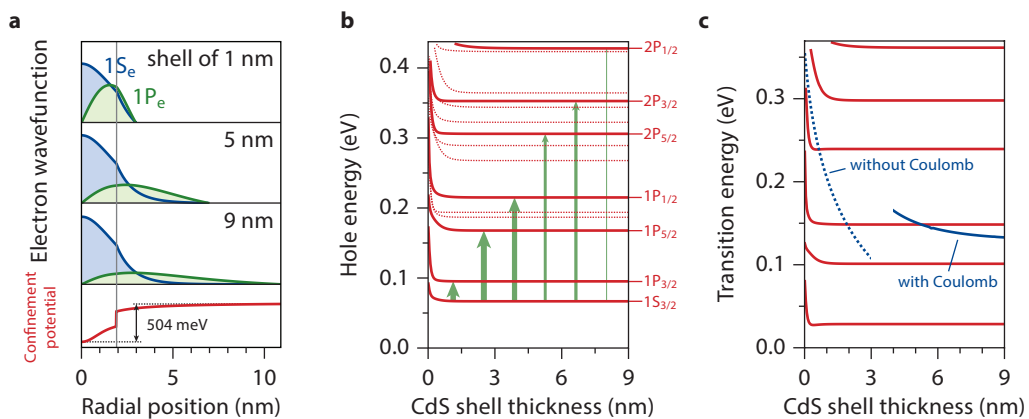 a
Electron wavefunction
Confinement
potential
shell of 1 nm
1Sₑ
1Pₑ
5 nm
9 nm
504 meV
0 5 10
Radial position (nm)
b
Hole energy (eV)
0.4
0.3
0.2
0.1
0.0
2P1/2
2P3/2
2P5/2
1P1/2
1P5/2
1P3/2
1S3/2
0 3 6 9
CdS shell thickness (nm)
c
Transition energy (eV)
0.3
0.2
0.1
0.0
without Coulomb
with Coulomb
0 3 6 9
CdS shell thickness (nm)